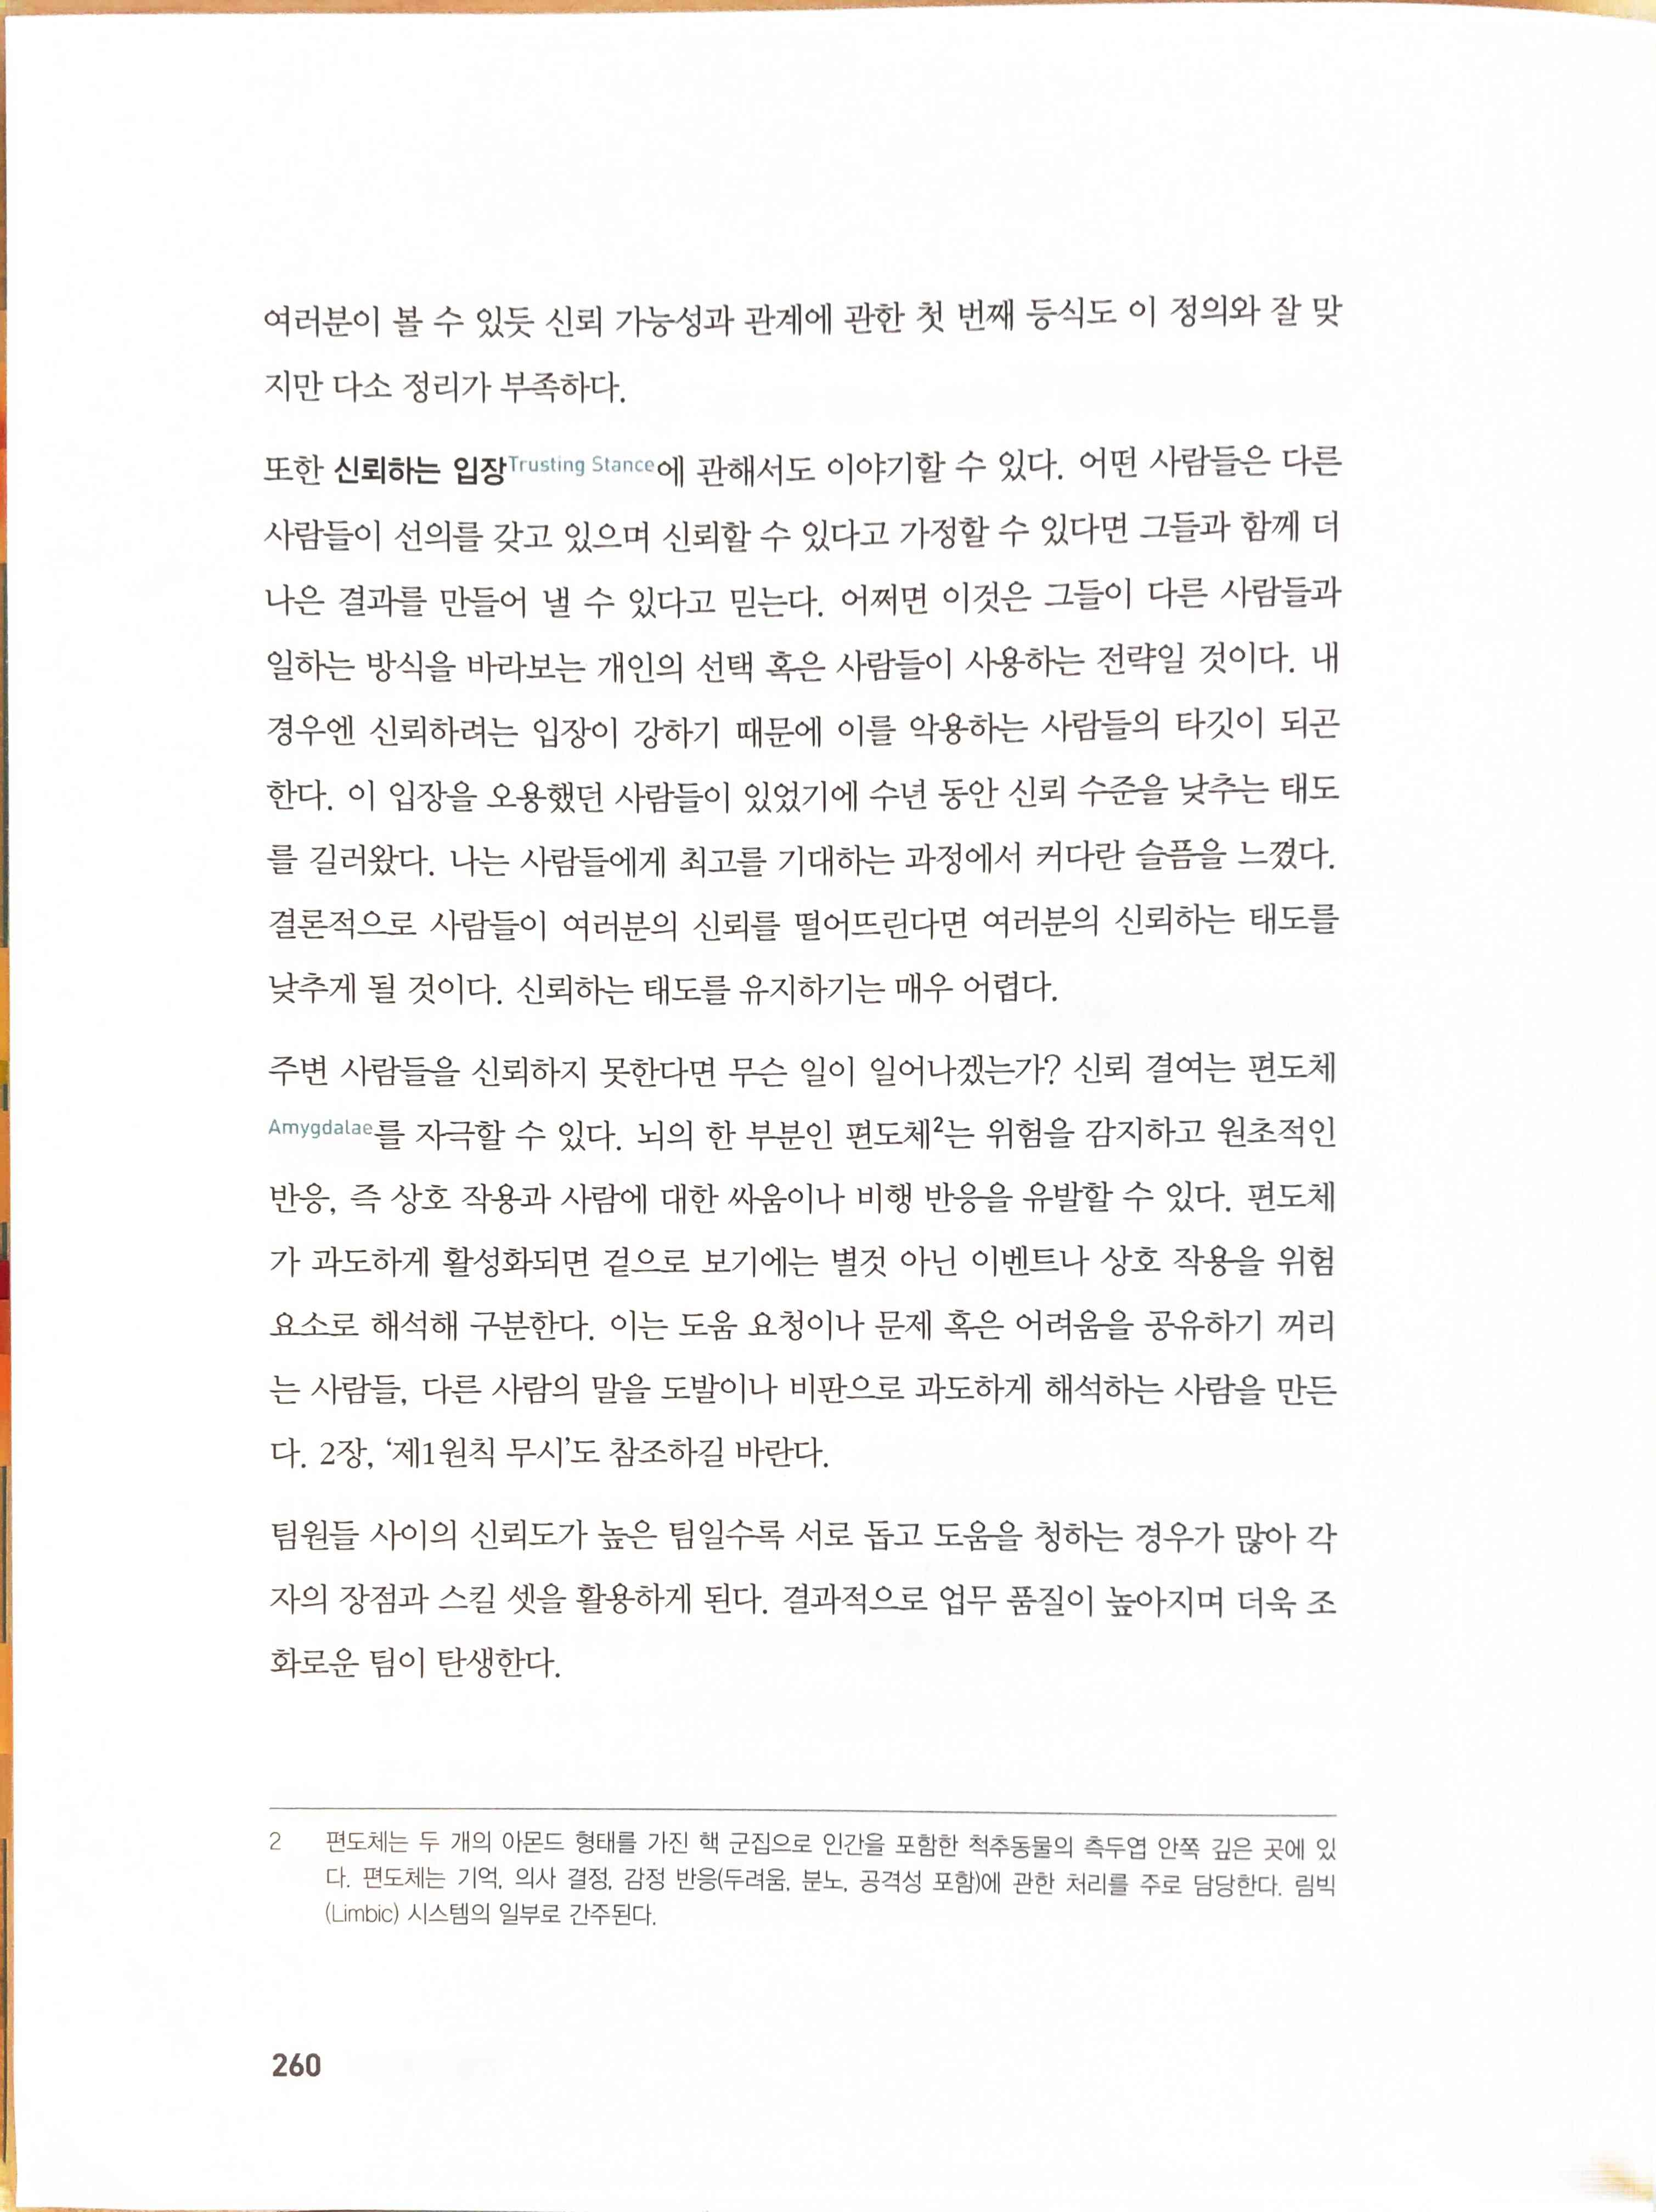 여러분이 볼 수 있듯 신뢰 가능성과 관계에 관한 첫 번째 등식도 이 정의와 잘 맞
지만 다소 정리가 부족하다.
또한 신뢰하는 입장Trusting Stance에 관해서도 이야기할 수 있다. 어떤 사람들은 다른
사람들이 선의를 갖고 있으며 신뢰할 수 있다고 가정할 수 있다면 그들과 함께 더
나은 결과를 만들어 낼 수 있다고 믿는다. 어쩌면 이것은 그들이 다른 사람들과
일하는 방식을 바라보는 개인의 선택 혹은 사람들이 사용하는 전략일 것이다. 내
경우엔 신뢰하려는 입장이 강하기 때문에 이를 악용하는 사람들의 타깃이 되곤
한다. 이 입장을 오용했던 사람들이 있었기에 수년 동안 신뢰 수준을 낮추는 태도
를 길러왔다. 나는 사람들에게 최고를 기대하는 과정에서 커다란 슬픔을 느꼈다.
결론적으로 사람들이 여러분의 신뢰를 떨어뜨린다면 여러분의 신뢰하는 태도를
낮추게 될 것이다. 신뢰하는 태도를 유지하기는 매우 어렵다.
주변 사람들을 신뢰하지 못한다면 무슨 일이 일어나겠는가? 신뢰 결여는 편도체
Amygdalae를 자극할 수 있다. 뇌의 한 부분인 편도체²는 위험을 감지하고 원초적인
반응, 즉 상호 작용과 사람에 대한 싸움이나 비행 반응을 유발할 수 있다. 편도체
가 과도하게 활성화되면 겉으로 보기에는 별것 아닌 이벤트나 상호 작용을 위험
요소로 해석해 구분한다. 이는 도움 요청이나 문제 혹은 어려움을 공유하기 꺼리
는 사람들, 다른 사람의 말을 도발이나 비판으로 과도하게 해석하는 사람을 만든
다. 2장, ‘제1원칙 무시’도 참조하길 바란다.
팀원들 사이의 신뢰도가 높은 팀일수록 서로 돕고 도움을 청하는 경우가 많아 각
자의 장점과 스킬 셋을 활용하게 된다. 결과적으로 업무 품질이 높아지며 더욱 조
화로운 팀이 탄생한다.
2 편도체는 두 개의 아몬드 형태를 가진 핵 군집으로 인간을 포함한 척추동물의 측두엽 안쪽 깊은 곳에 있
다. 편도체는 기억, 의사 결정, 감정 반응(두려움, 분노, 공격성 포함)에 관한 처리를 주로 담당한다. 림빅
(Limbic) 시스템의 일부로 간주된다.
260